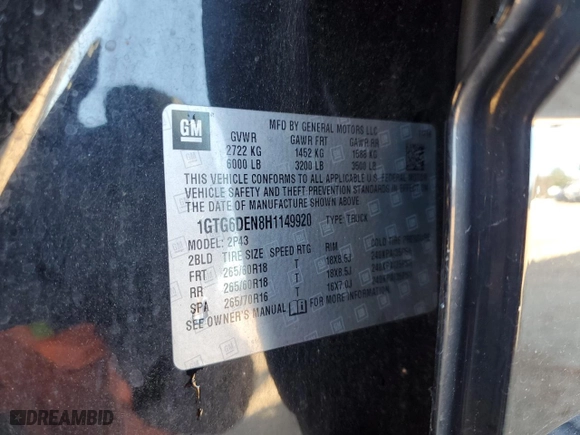 GM
MFD BY GENERAL MOTORS LLC
GVWR GAWR FRT GAWR RR
2722 KG 1452 KG 1588 KG
6000 LB 3200 LB 3500 LB
THIS VEHICLE CONFORMS TO ALL APPLICABLE U.S. FEDERAL MOTOR
VEHICLE SAFETY AND THEFT PREVENTION STANDARDS IN EFFECT ON
THE DATE OF MANUFACTURE SHOWN ABOVE.
1GTG6DEN8H1149920 TYPE: TRUCK
MODEL: 2P43
2BLD TIRE SIZE SPEED RTG RIM COLD TIRE PRESSURE
FRT 265/60R18 T 18X8.5J
RR 265/60R18 T 18X8.5J
SPA 265/70R16 T 16X7.0J
SEE OWNER'S MANUAL FOR MORE INFORMATION
DREAMBID